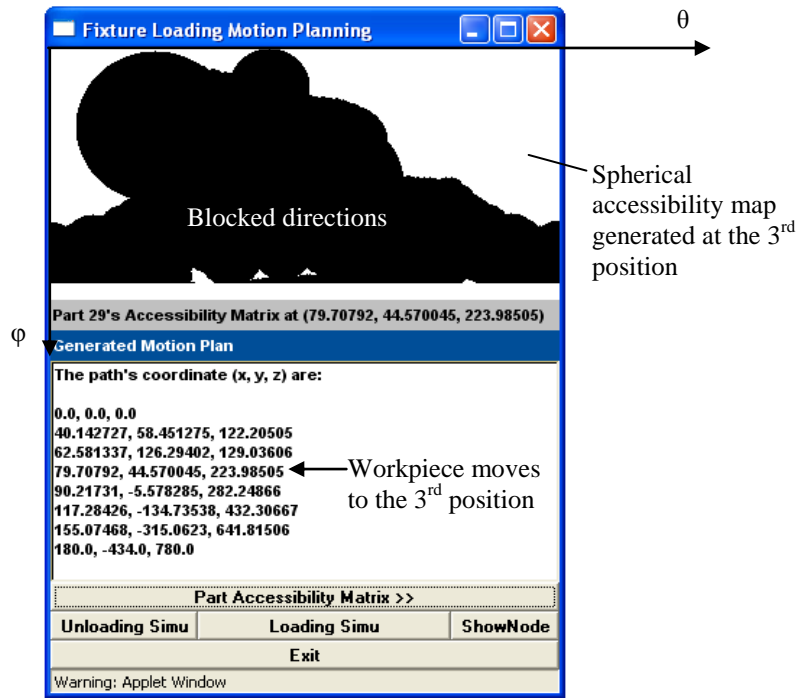 Fixture Loading Motion Planning
θ
Blocked directions
Spherical
accessibility map
generated at the 3rd
position
Part 29's Accessibility Matrix at (79.70792, 44.570045, 223.98505)
φ
Generated Motion Plan
The path's coordinate (x, y, z) are:
0.0, 0.0, 0.0
40.142727, 58.451275, 122.20505
62.581337, 126.29402, 129.03606
79.70792, 44.570045, 223.98505
Workpiece moves
to the 3rd position
90.21731, -5.578285, 282.24866
117.28426, -134.73538, 432.30667
155.07468, -315.0623, 641.81506
180.0, -434.0, 780.0
Part Accessibility Matrix >>
Unloading Simu
Loading Simu
ShowNode
Exit
Warning: Applet Window